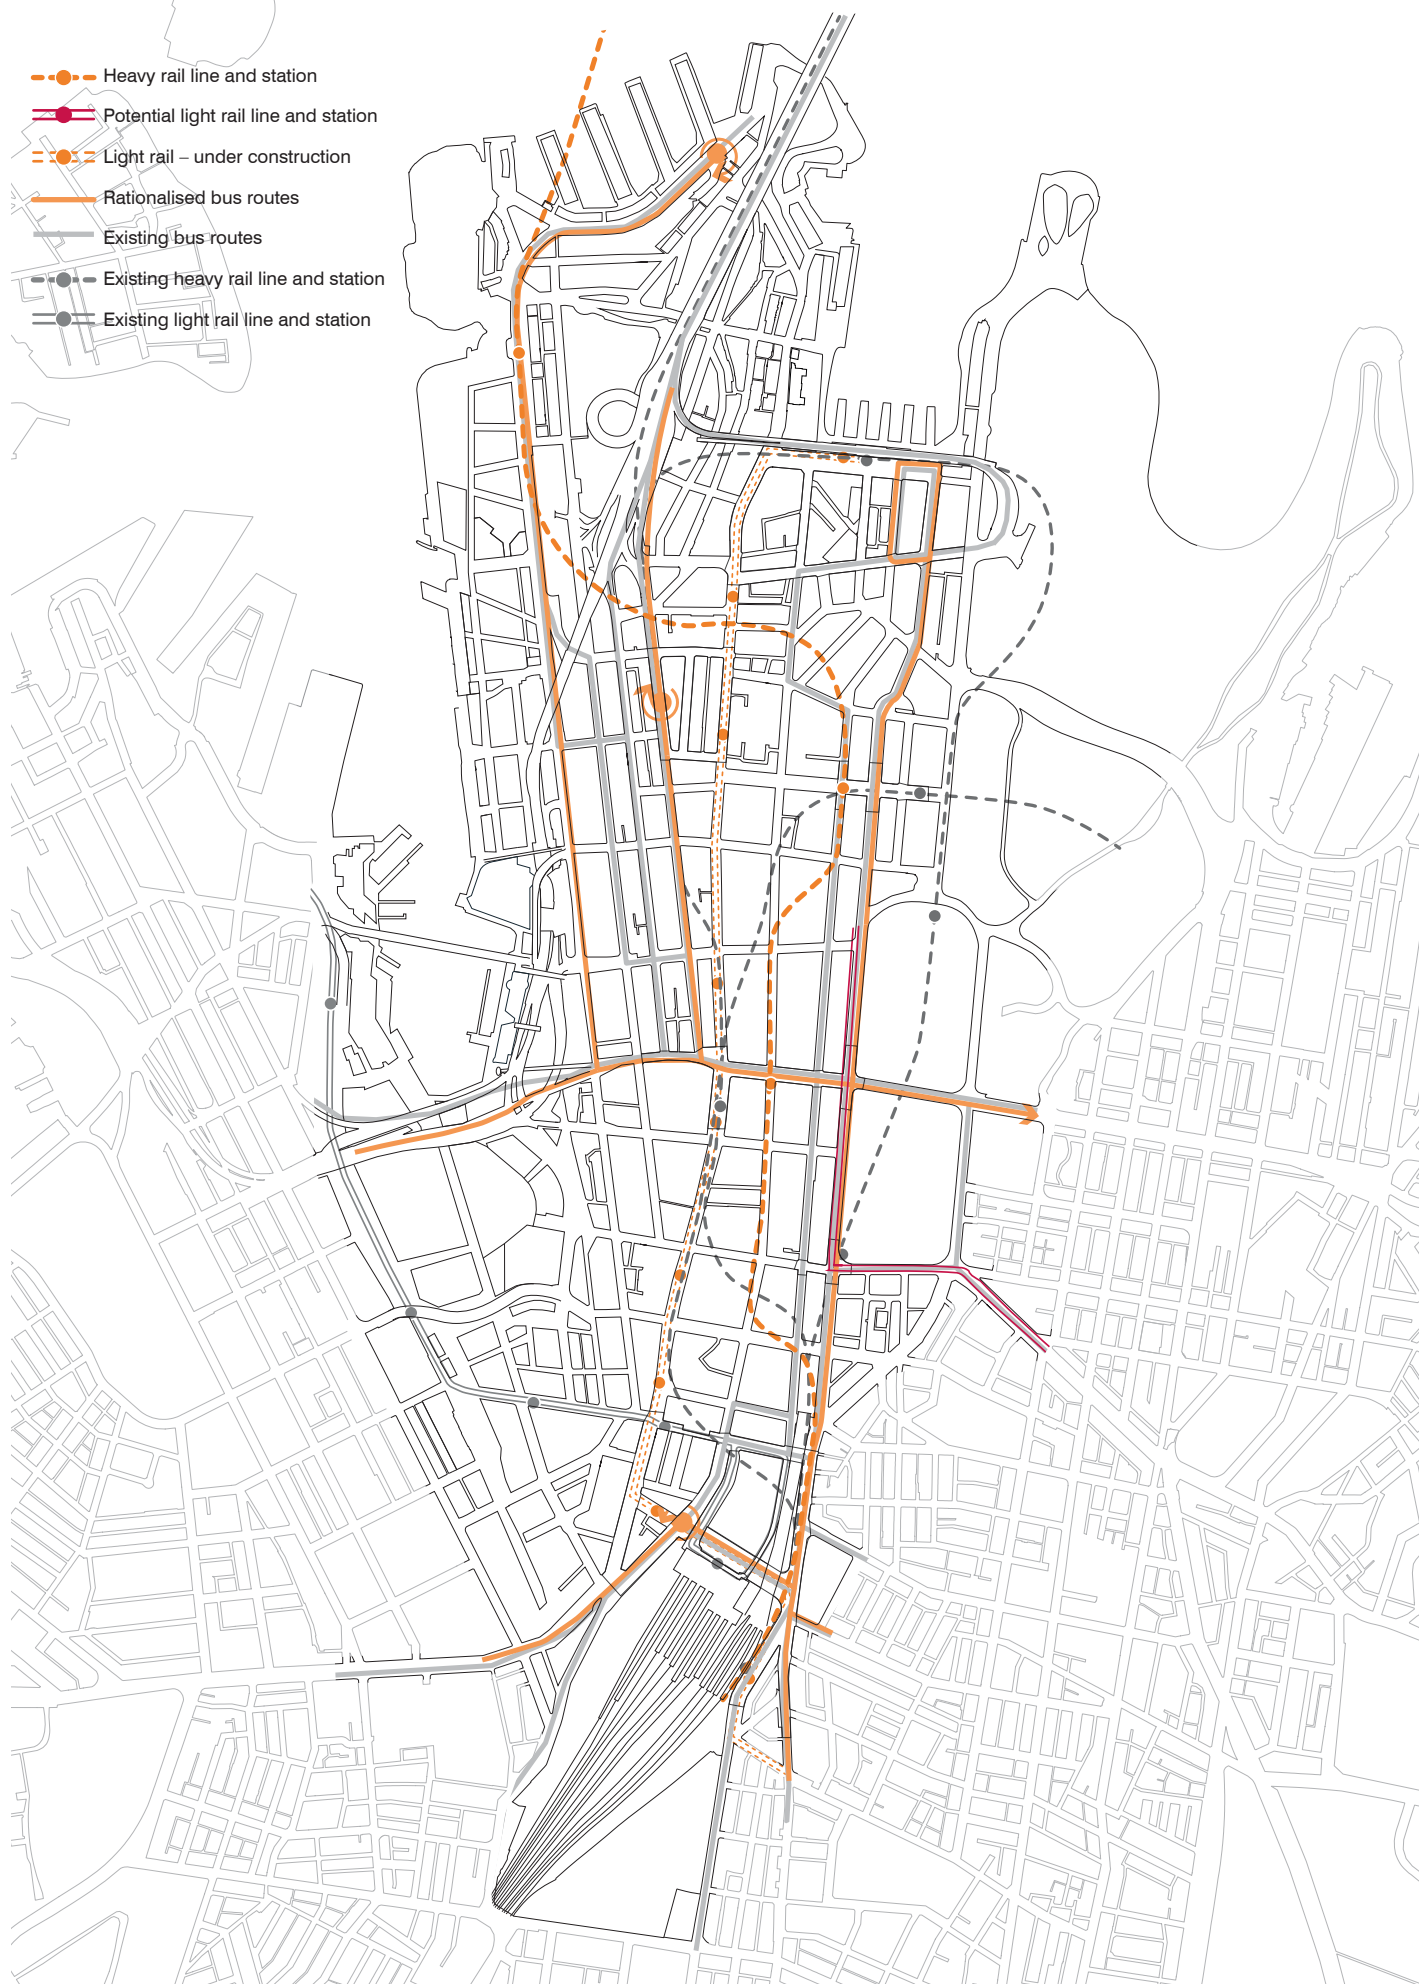 Heavy rail line and station
Potential light rail line and station
Light rail – under construction
Rationalised bus routes
Existing bus routes
Existing heavy rail line and station
Existing light rail line and station